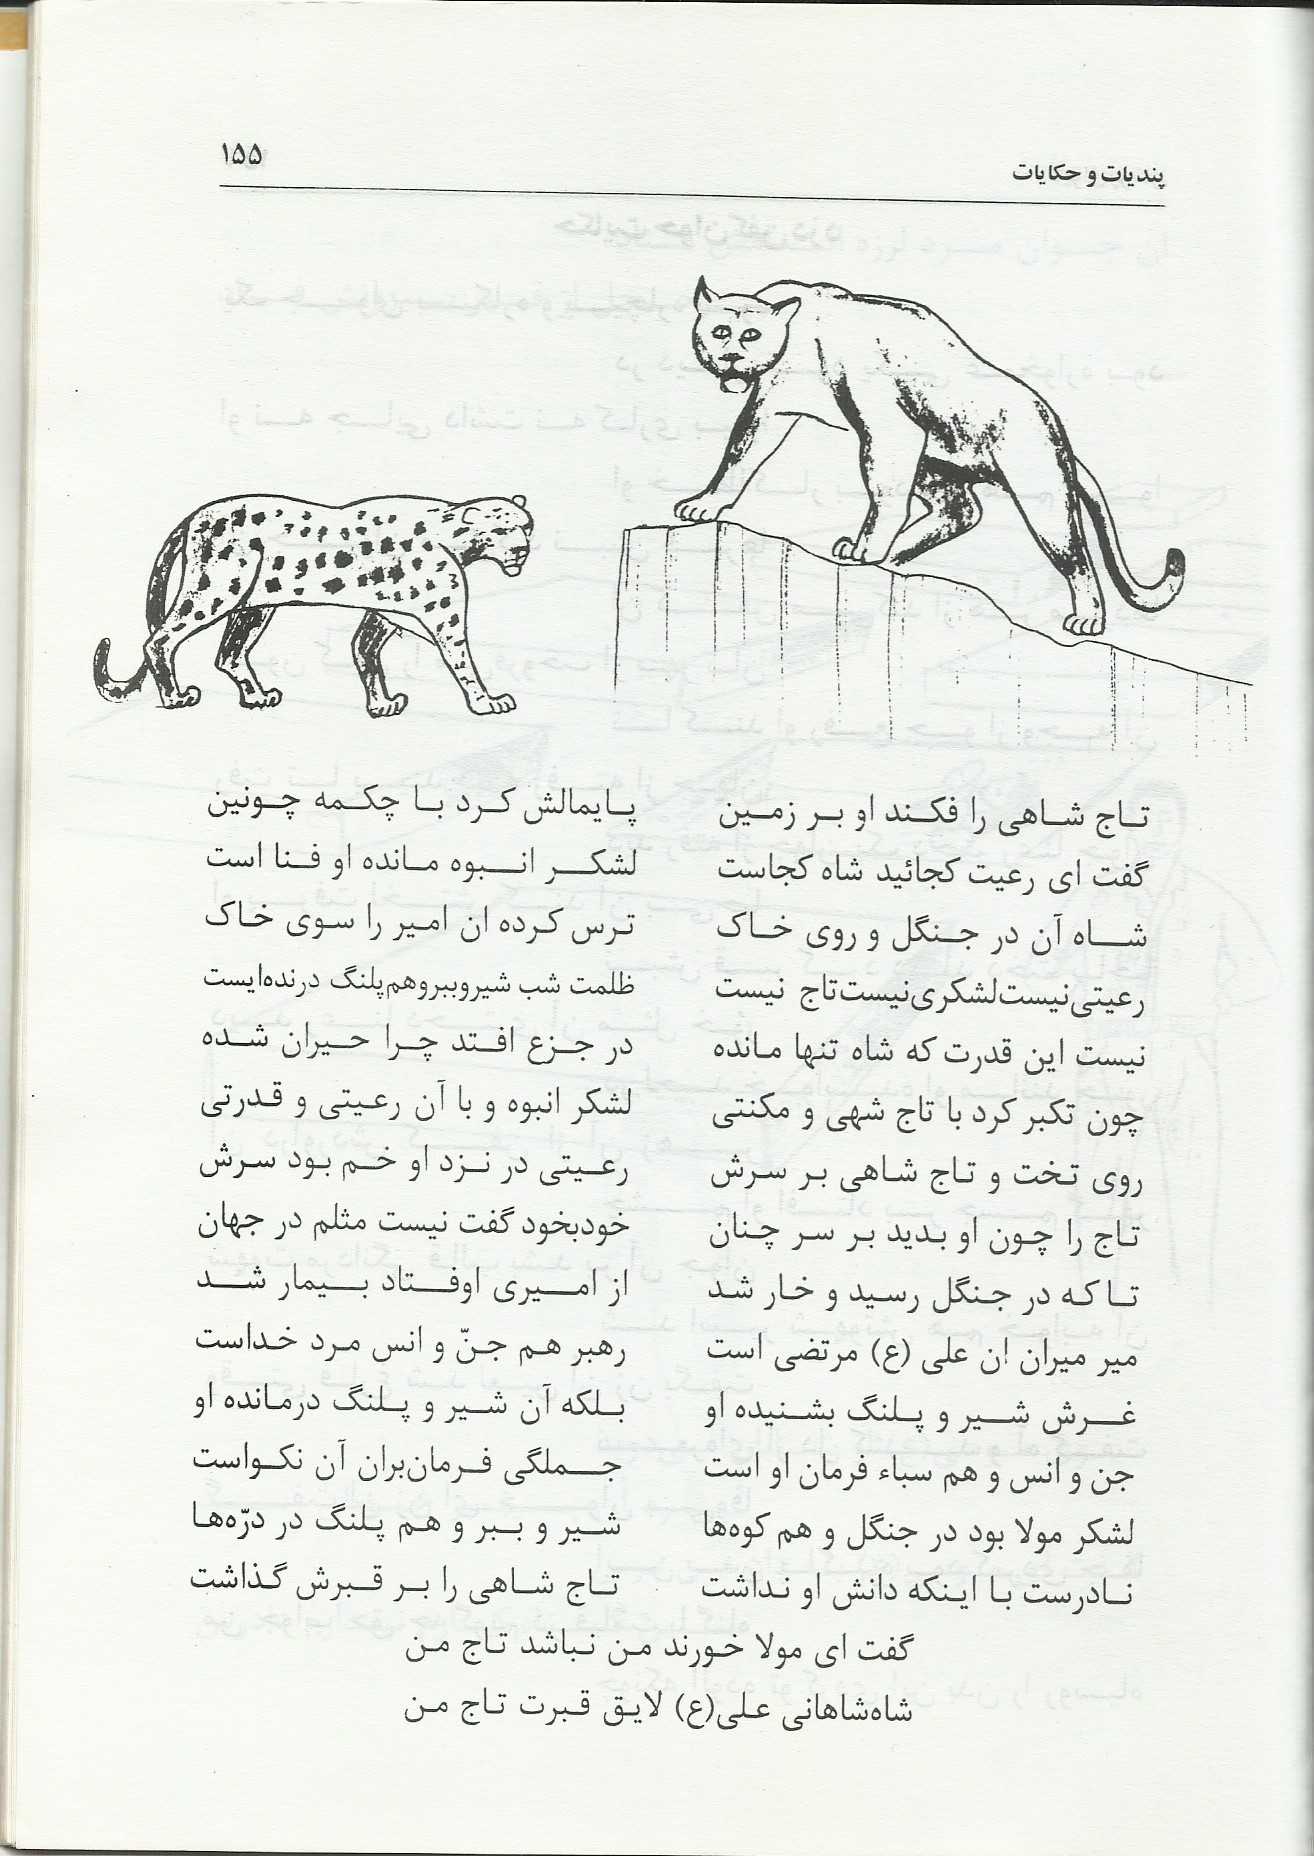 پندیات و حکایات ۱۵۵
تاج شاهی را فکند او بر زمین پایمالش کرد با چکمه چونین
گفت ای رعیت کجائید شاه کجاست لشکر انبوه مانده او فنا است
شاه آن در جنگل و روی خاک ترس کرده ان امیر را سوی خاک
رعیتی‌نیست‌لشکری‌نیست‌تاج نیست ظلمت شب شیروببروهم‌پلنگ درنده‌ایست
نیست این قدرت که شاه تنها مانده در جزع افتد چرا حیران شده
چون تکبر کرد با تاج شهی و مکنتی لشکر انبوه و با آن رعیتی و قدرتی
روی تخت و تاج شاهی بر سرش رعیتی در نزد او خم بود سرش
تاج را چون او بدید بر سر چنان خودبخود گفت نیست مثلم در جهان
تا که در جنگل رسید و خار شد از امیری اوفتاد بیمار شد
میر میران ان علی (ع) مرتضی است رهبر هم جنّ و انس مرد خداست
غرش شیر و پلنگ بشنیده او بلکه آن شیر و پلنگ درمانده او
جن و انس و هم سباء فرمان او است جملگی فرمان‌بران آن نکواست
لشکر مولا بود در جنگل و هم کوه‌ها شیر و ببر و هم پلنگ در درّه‌ها
نادرست با اینکه دانش او نداشت تاج شاهی را بر قبرش گذاشت
گفت ای مولا خورند من نباشد تاج من
شاه‌شاهانی علی(ع) لایق قبرت تاج من